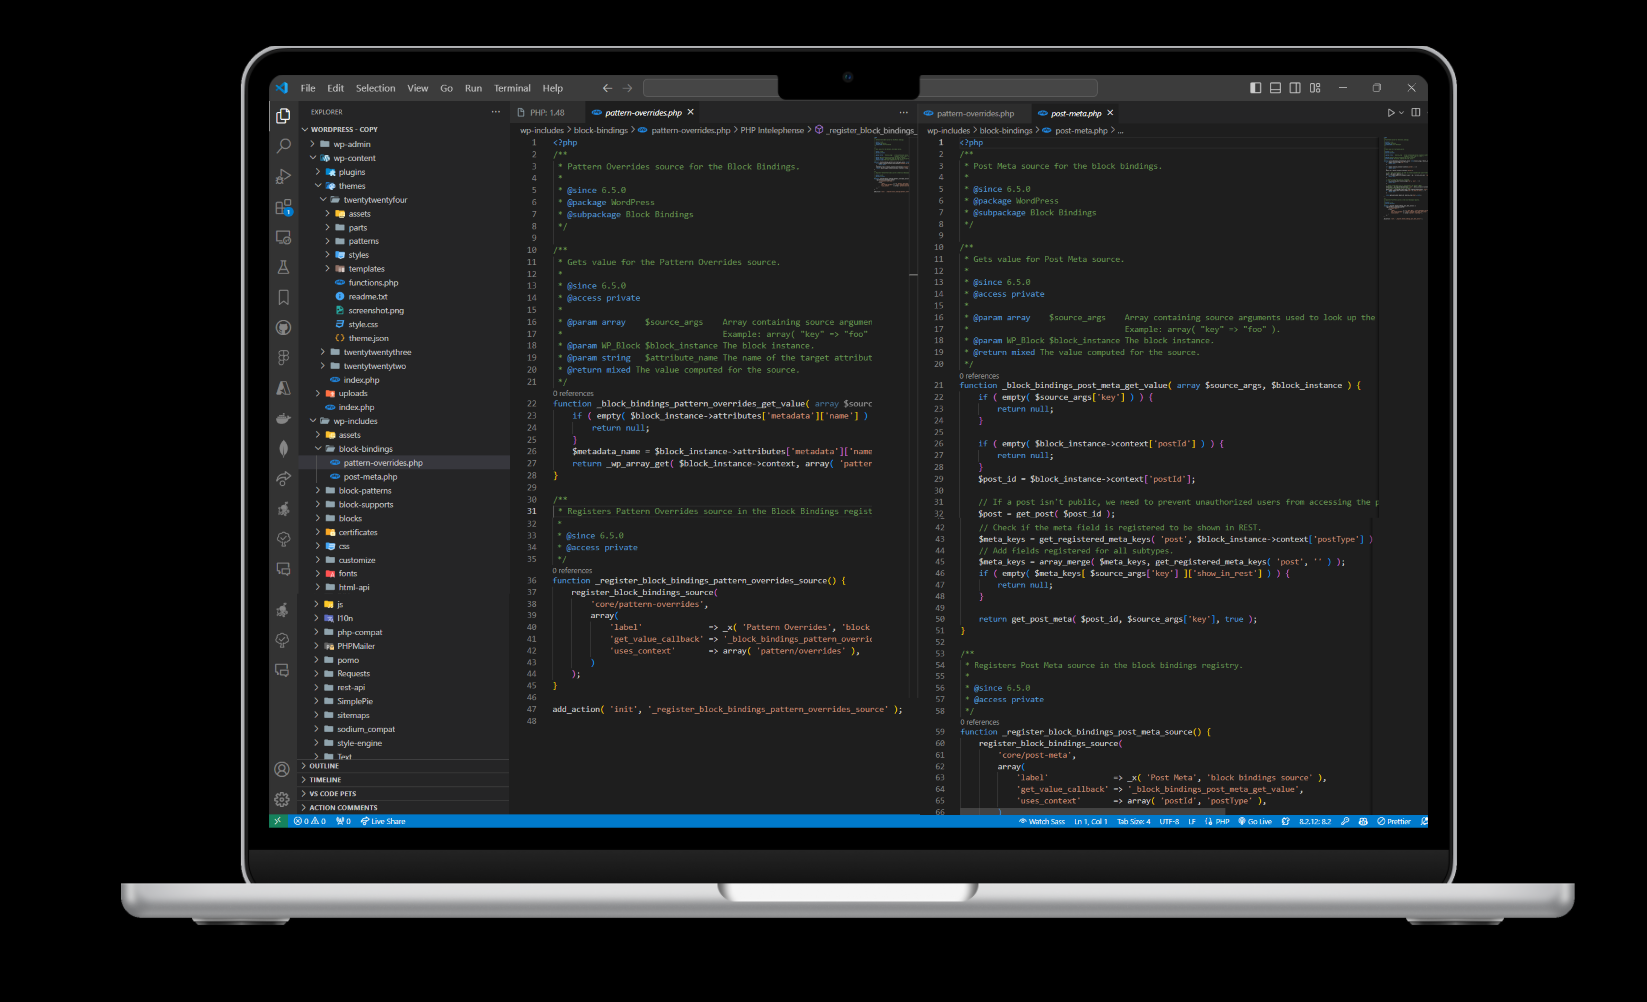 File Edit Selection View Go Run Terminal Help
EXPLORER
WORDPRESS - COPY
wp-admin
wp-content
plugins
themes
twentytwentyfour
assets
parts
patterns
styles
templates
functions.php
readme.txt
screenshot.png
style.css
theme.json
twentytwentythree
twentytwentytwo
index.php
uploads
index.php
wp-includes
assets
block-bindings
pattern-overrides.php
post-meta.php
block-patterns
block-supports
blocks
certificates
css
customize
fonts
html-api
js
l10n
php-compat
PHPMailer
pomo
Requests
rest-api
SimplePie
sitemaps
sodium_compat
style-engine
Text
OUTLINE
TIMELINE
VS CODE PETS
ACTION COMMENTS
PHP: 1.48 pattern-overrides.php
wp-includes > block-bindings > pattern-overrides.php > PHP Intelephense > _register_block_bindings_
1 <?php
2 /**
3 * Pattern Overrides source for the Block Bindings.
4 *
5 * @since 6.5.0
6 * @package WordPress
7 * @subpackage Block Bindings
8 */
9
10 /**
11 * Gets value for the Pattern Overrides source.
12 *
13 * @since 6.5.0
14 * @access private
15 *
16 * @param array $source_args Array containing source argumen
17 * Example: array( "key" => "foo"
18 * @param WP_Block $block_instance The block instance.
19 * @param string $attribute_name The name of the target attribut
20 * @return mixed The value computed for the source.
21 */
0 references
22 function _block_bindings_pattern_overrides_get_value( array $sourc
23 if ( empty( $block_instance->attributes['metadata']['name'] )
24 return null;
25 }
26 $metadata_name = $block_instance->attributes['metadata']['name
27 return _wp_array_get( $block_instance->context, array( 'patter
28 }
29
30 /**
31 * Registers Pattern Overrides source in the Block Bindings regist
32 *
33 * @since 6.5.0
34 * @access private
35 */
0 references
36 function _register_block_bindings_pattern_overrides_source() {
37 register_block_bindings_source(
38 'core/pattern-overrides',
39 array(
40 'label' => _x( 'Pattern Overrides', 'block
41 'get_value_callback' => '_block_bindings_pattern_overric
42 'uses_context' => array( 'pattern/overrides' ),
43 )
44 );
45 }
46
47 add_action( 'init', '_register_block_bindings_pattern_overrides_source' );
48
pattern-overrides.php post-meta.php
wp-includes > block-bindings > post-meta.php > ...
1 <?php
2 /**
3 * Post Meta source for the block bindings.
4 *
5 * @since 6.5.0
6 * @package WordPress
7 * @subpackage Block Bindings
8 */
9
10 /**
11 * Gets value for Post Meta source.
12 *
13 * @since 6.5.0
14 * @access private
15 *
16 * @param array $source_args Array containing source arguments used to look up the
17 * Example: array( "key" => "foo" ).
18 * @param WP_Block $block_instance The block instance.
19 * @return mixed The value computed for the source.
20 */
0 references
21 function _block_bindings_post_meta_get_value( array $source_args, $block_instance ) {
22 if ( empty( $source_args['key'] ) ) {
23 return null;
24 }
25
26 if ( empty( $block_instance->context['postId'] ) ) {
27 return null;
28 }
29 $post_id = $block_instance->context['postId'];
30
31 // If a post isn't public, we need to prevent unauthorized users from accessing the p
32 $post = get_post( $post_id );
42 // Check if the meta field is registered to be shown in REST.
43 $meta_keys = get_registered_meta_keys( 'post', $block_instance->context['postType'] )
44 // Add fields registered for all subtypes.
45 $meta_keys = array_merge( $meta_keys, get_registered_meta_keys( 'post', '' ) );
46 if ( empty( $meta_keys[ $source_args['key'] ]['show_in_rest'] ) ) {
47 return null;
48 }
49
50 return get_post_meta( $post_id, $source_args['key'], true );
51 }
52
53 /**
54 * Registers Post Meta source in the block bindings registry.
55 *
56 * @since 6.5.0
57 * @access private
58 */
0 references
59 function _register_block_bindings_post_meta_source() {
60 register_block_bindings_source(
61 'core/post-meta',
62 array(
63 'label' => _x( 'Post Meta', 'block bindings source' ),
64 'get_value_callback' => '_block_bindings_post_meta_get_value',
65 'uses_context' => array( 'postId', 'postType' ),
66 )
0 0 0 Live Share
Watch Sass Ln 1, Col 1 Tab Size: 4 UTF-8 LF PHP Go Live 8.2.12: 8.2 Prettier